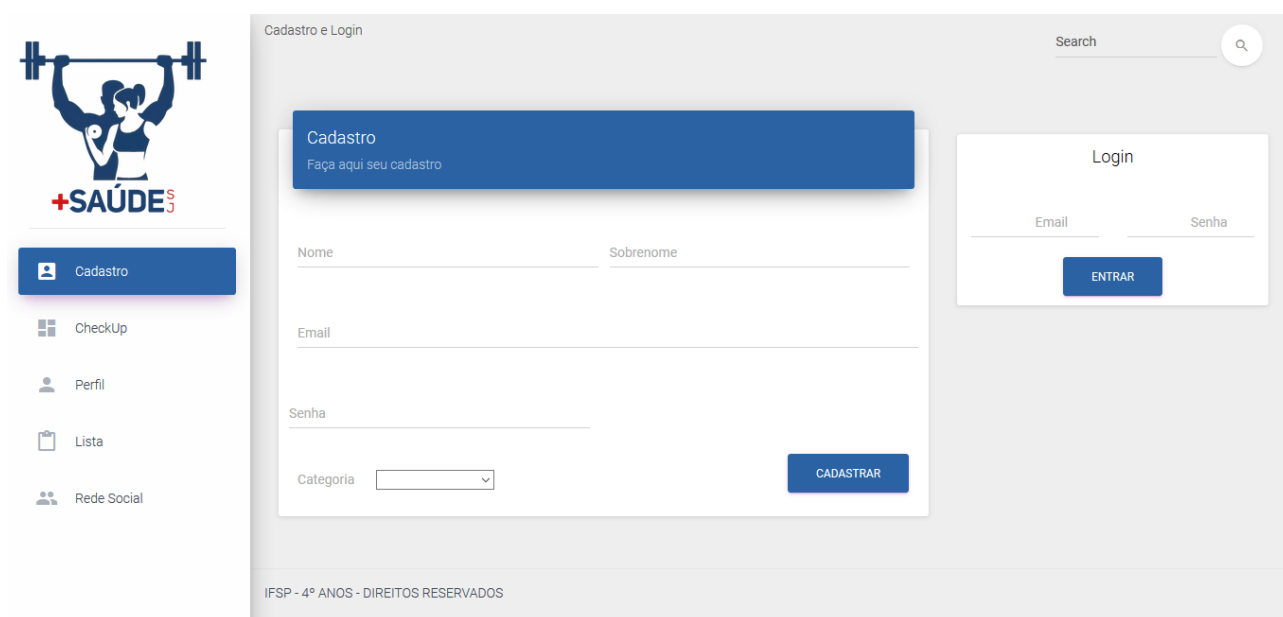 +SAÚDE SJ
Cadastro
CheckUp
Perfil
Lista
Rede Social
Cadastro e Login
Search
Cadastro
Faça aqui seu cadastro
Nome Sobrenome
Email
Senha
Categoria
CADASTRAR
Login
Email Senha
ENTRAR
IFSP - 4º ANOS - DIREITOS RESERVADOS